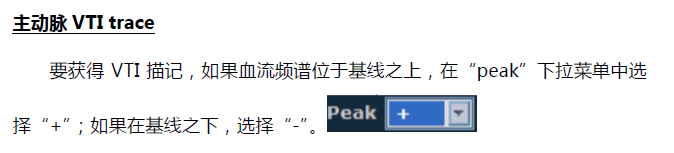 主动脉 VTI trace
要获得 VTI 描记，如果血流频谱位于基线之上，在“peak”下拉菜单中选
择“+”；如果在基线之下，选择“-”。Peak +